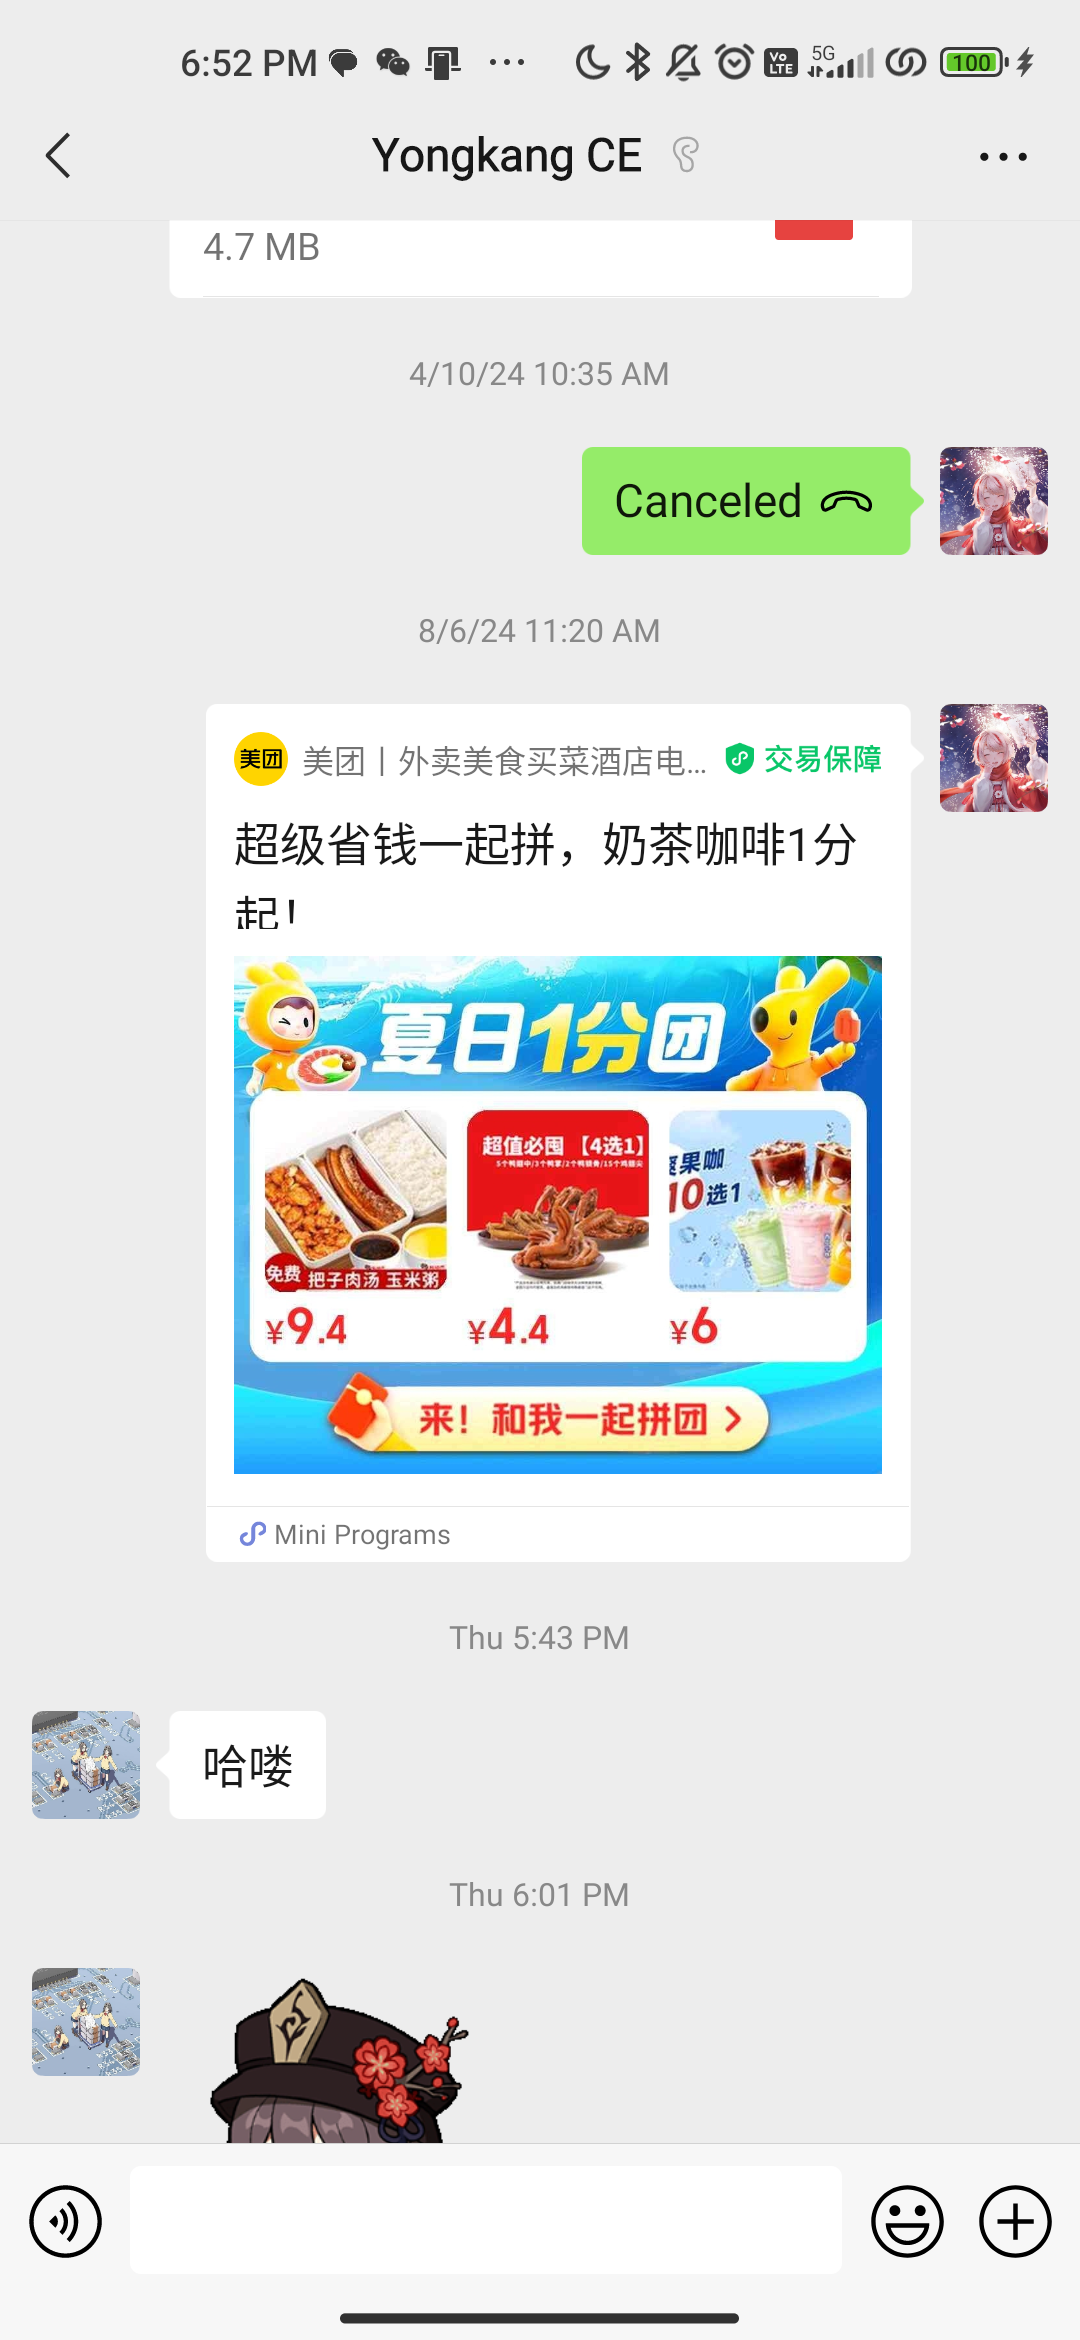 6:52 PM
Vo LTE 5G 100
Yongkang CE
4.7 MB
4/10/24 10:35 AM
Canceled
8/6/24 11:20 AM
美团
美团丨外卖美食买菜酒店电...
交易保障
超级省钱一起拼，奶茶咖啡1分
起！
夏日1分团
超值必囤【4选1】
果咖
10选1
免费 把子肉汤 玉米粥
¥9.4 ¥4.4 ¥6
来！和我一起拼团
Mini Programs
Thu 5:43 PM
哈喽
Thu 6:01 PM